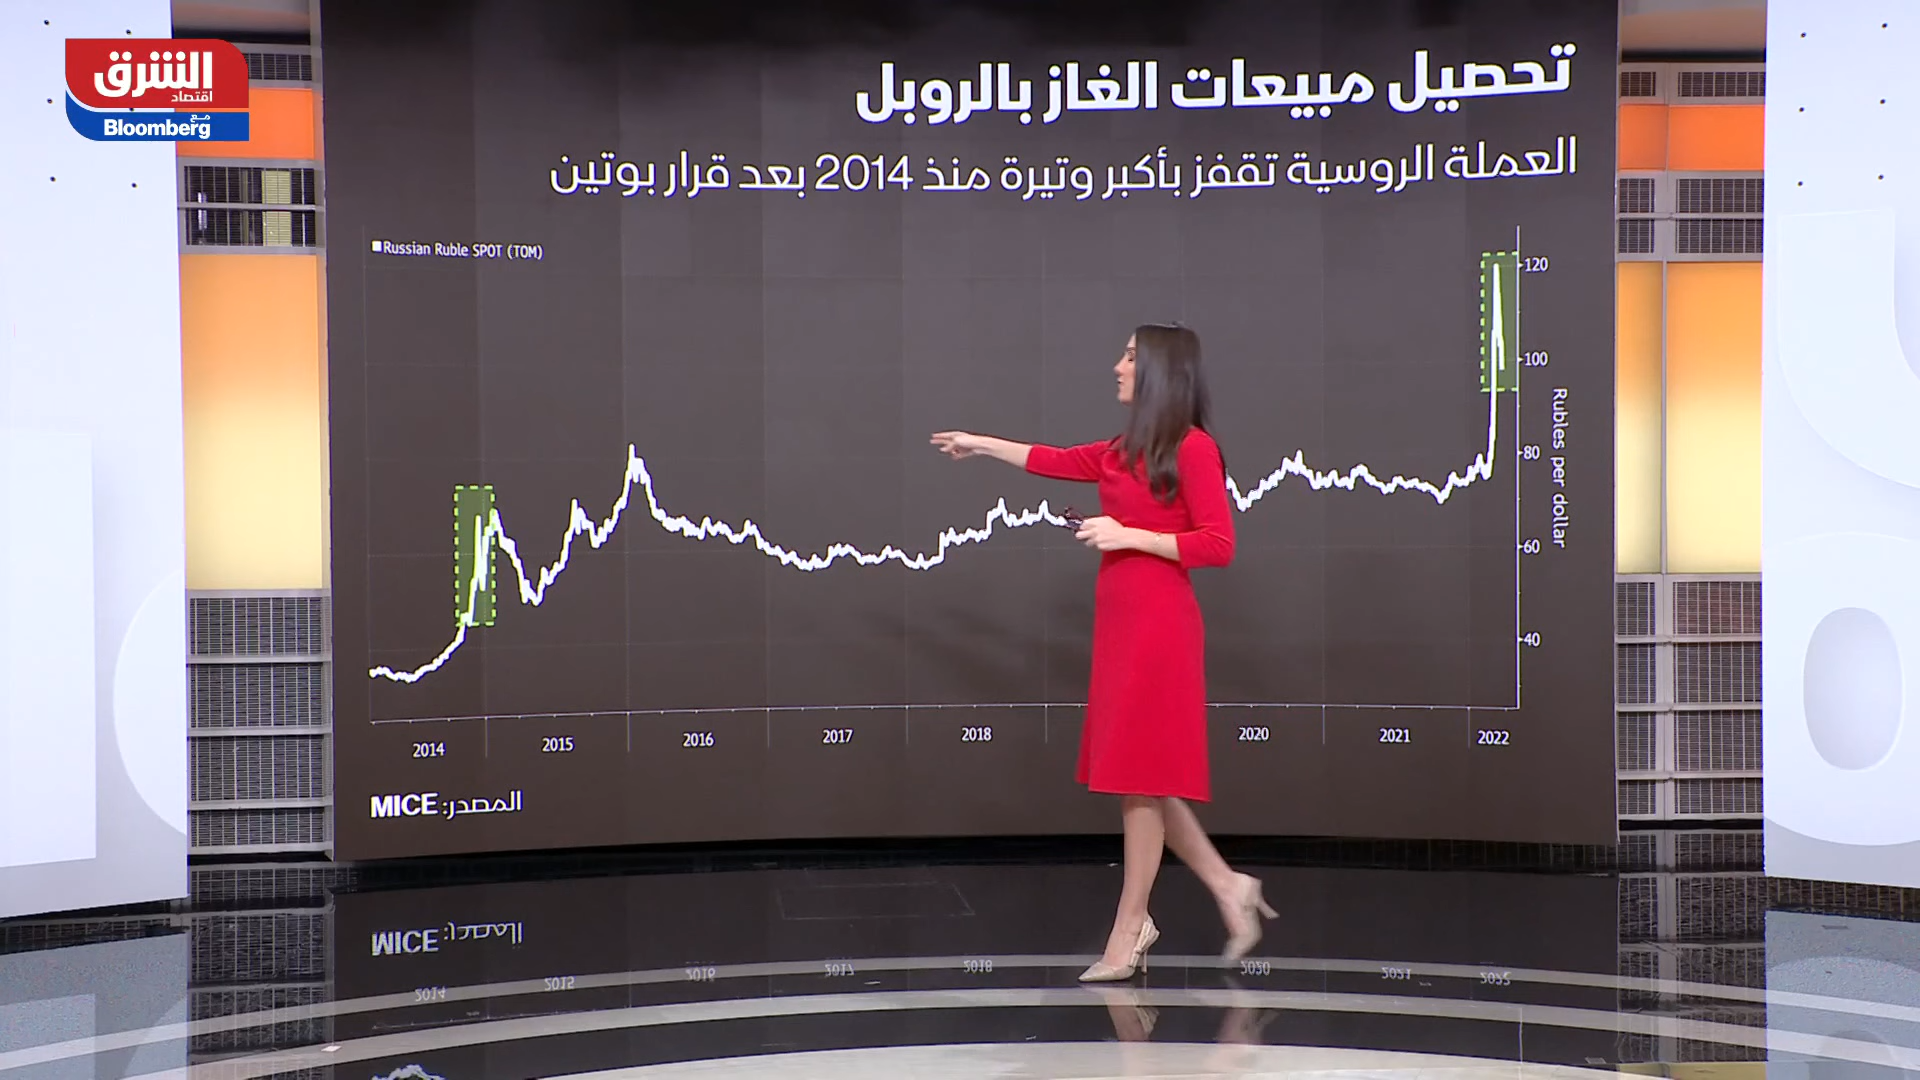 الشرق
اقتصاد
مع
Bloomberg
تحصيل مبيعات الغاز بالروبل
العملة الروسية تقفز بأكبر وتيرة منذ 2014 بعد قرار بوتين
Russian Ruble SPOT (TOM)
120
100
80
60
40
Rubles per dollar
2014 2015 2016 2017 2018 2020 2021 2022
المصدر: MICE